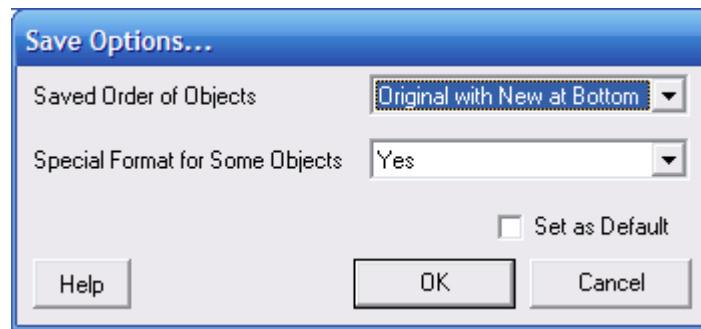 Save Options...
Saved Order of Objects Original with New at Bottom
Special Format for Some Objects Yes
Set as Default
Help OK Cancel